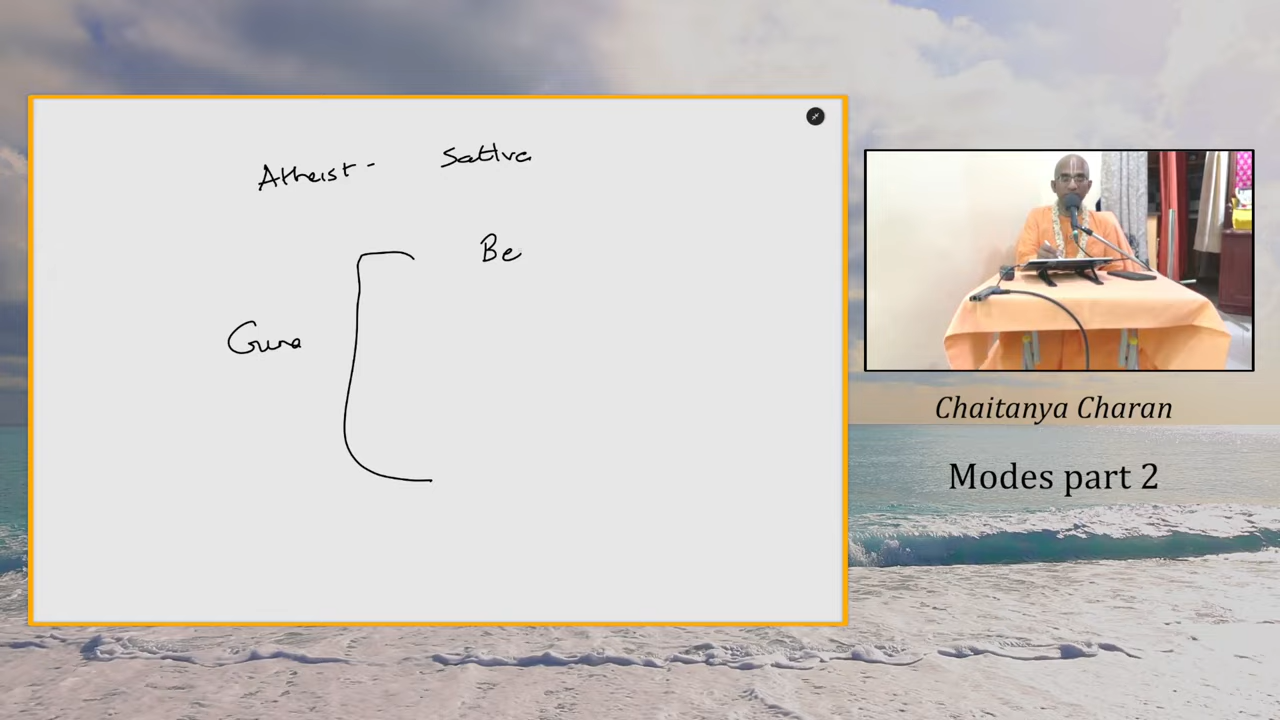 Atheist - Sattva
Be
Guna
Chaitanya Charan
Modes part 2